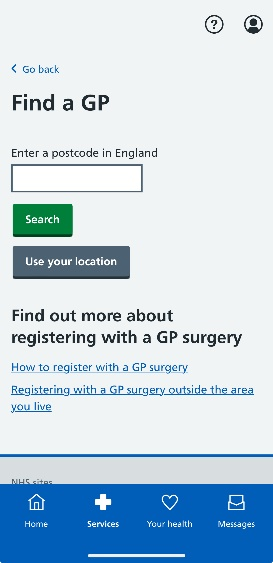 Go back
Find a GP
Enter a postcode in England
Search
Use your location
Find out more about
registering with a GP surgery
How to register with a GP surgery
Registering with a GP surgery outside the area
you live
NHS sites
Home Services Your health Messages